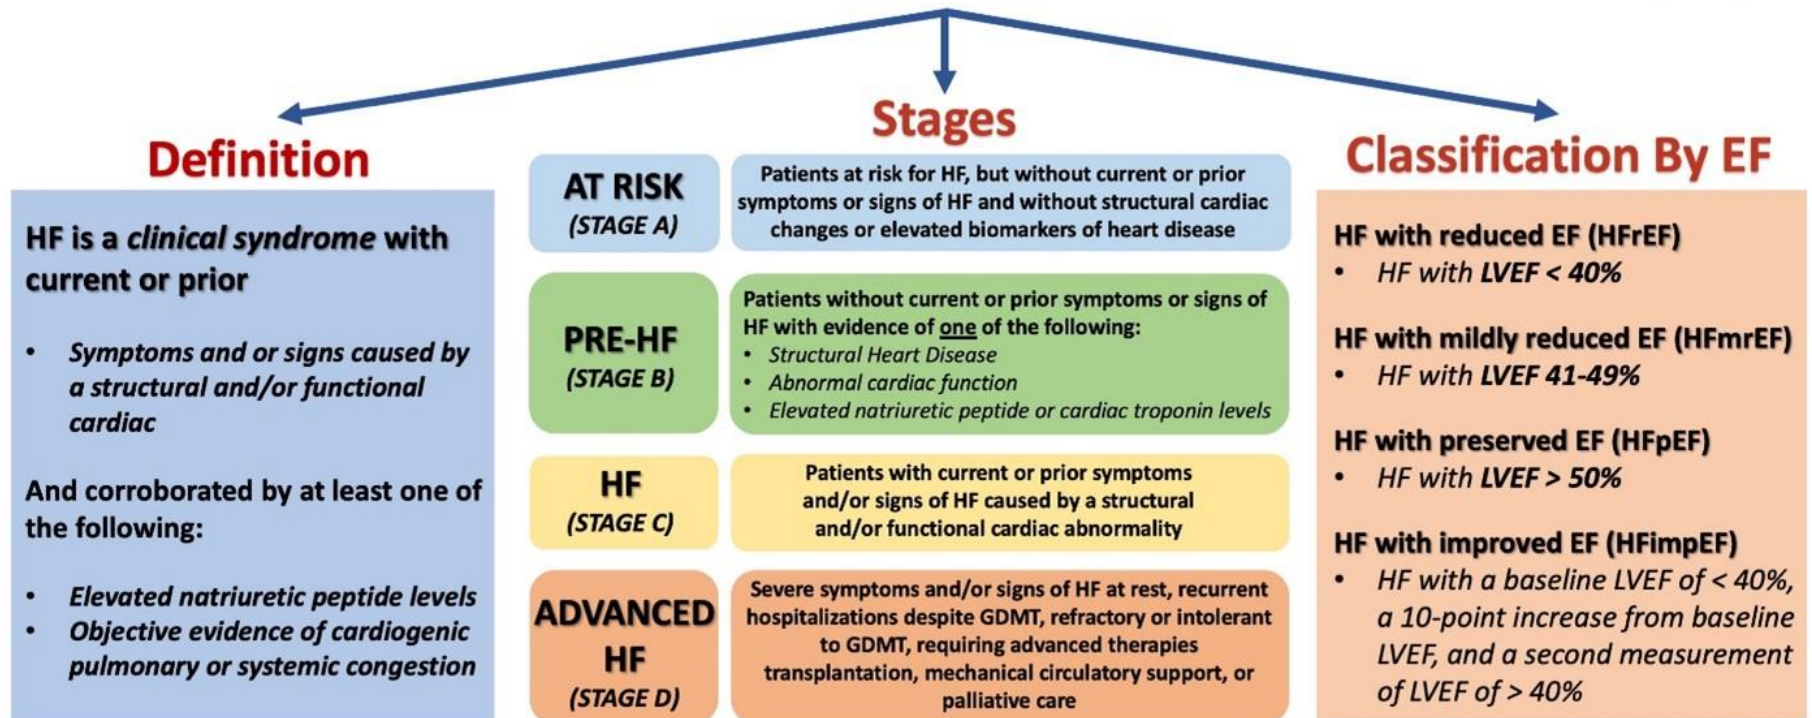 Definition
HF is a clinical syndrome with
current or prior
• Symptoms and or signs caused by
a structural and/or functional
cardiac
And corroborated by at least one of
the following:
• Elevated natriuretic peptide levels
• Objective evidence of cardiogenic
pulmonary or systemic congestion
Stages
AT RISK
(STAGE A)
Patients at risk for HF, but without current or prior
symptoms or signs of HF and without structural cardiac
changes or elevated biomarkers of heart disease
PRE-HF
(STAGE B)
Patients without current or prior symptoms or signs of
HF with evidence of one of the following:
• Structural Heart Disease
• Abnormal cardiac function
• Elevated natriuretic peptide or cardiac troponin levels
HF
(STAGE C)
Patients with current or prior symptoms
and/or signs of HF caused by a structural
and/or functional cardiac abnormality
ADVANCED
HF
(STAGE D)
Severe symptoms and/or signs of HF at rest, recurrent
hospitalizations despite GDMT, refractory or intolerant
to GDMT, requiring advanced therapies
transplantation, mechanical circulatory support, or
palliative care
Classification By EF
HF with reduced EF (HFrEF)
• HF with LVEF < 40%
HF with mildly reduced EF (HFmrEF)
• HF with LVEF 41-49%
HF with preserved EF (HFpEF)
• HF with LVEF > 50%
HF with improved EF (HFimpEF)
• HF with a baseline LVEF of < 40%,
a 10-point increase from baseline
LVEF, and a second measurement
of LVEF of > 40%